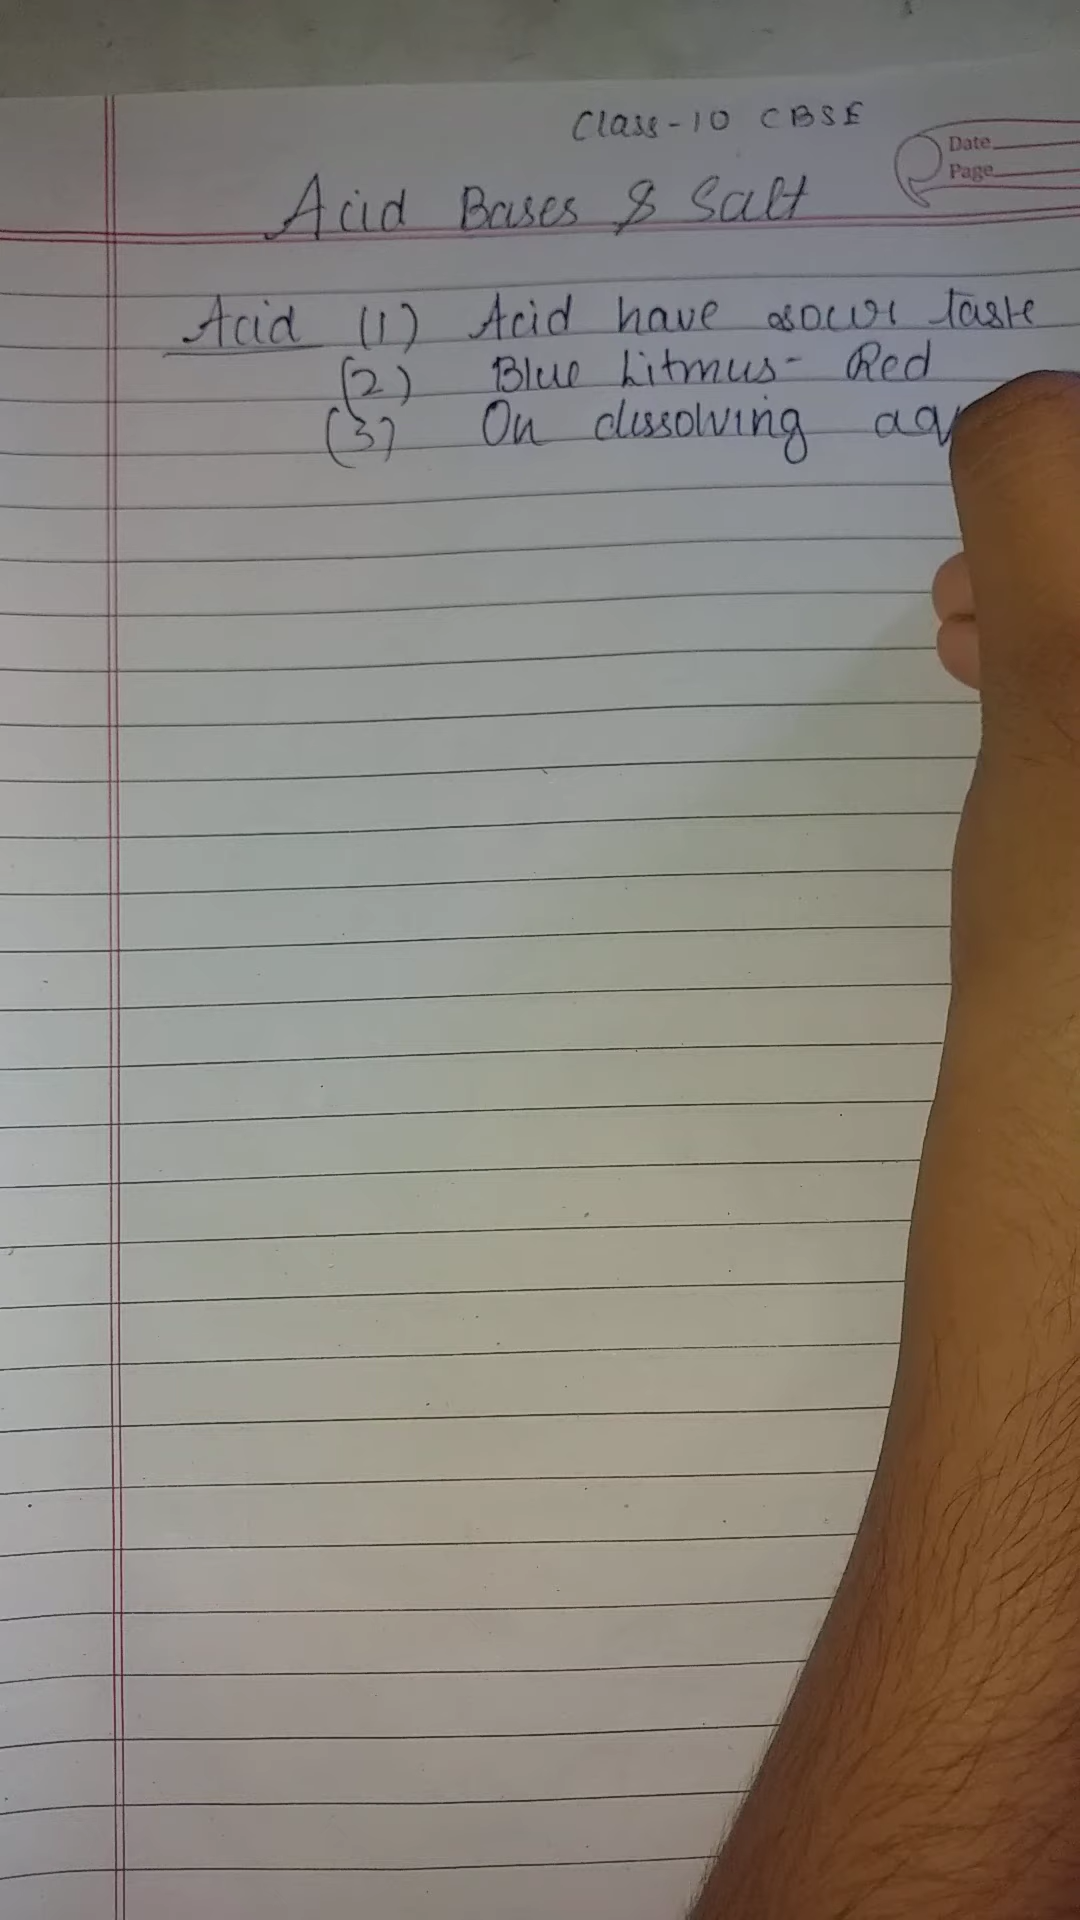 Class-10 CBSE
Date
Page
Acid Bases & Salt
Acid (1) Acid have sour taste
(2) Blue Litmus- Red
(3) On dissolving aq